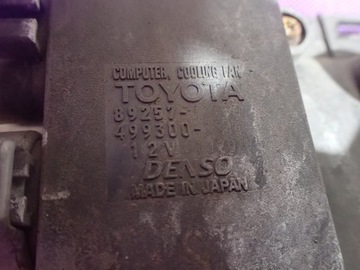 COMPUTER, COOLING FAN
TOYOTA
89257-
499300-
12V
DENSO
MADE IN JAPAN